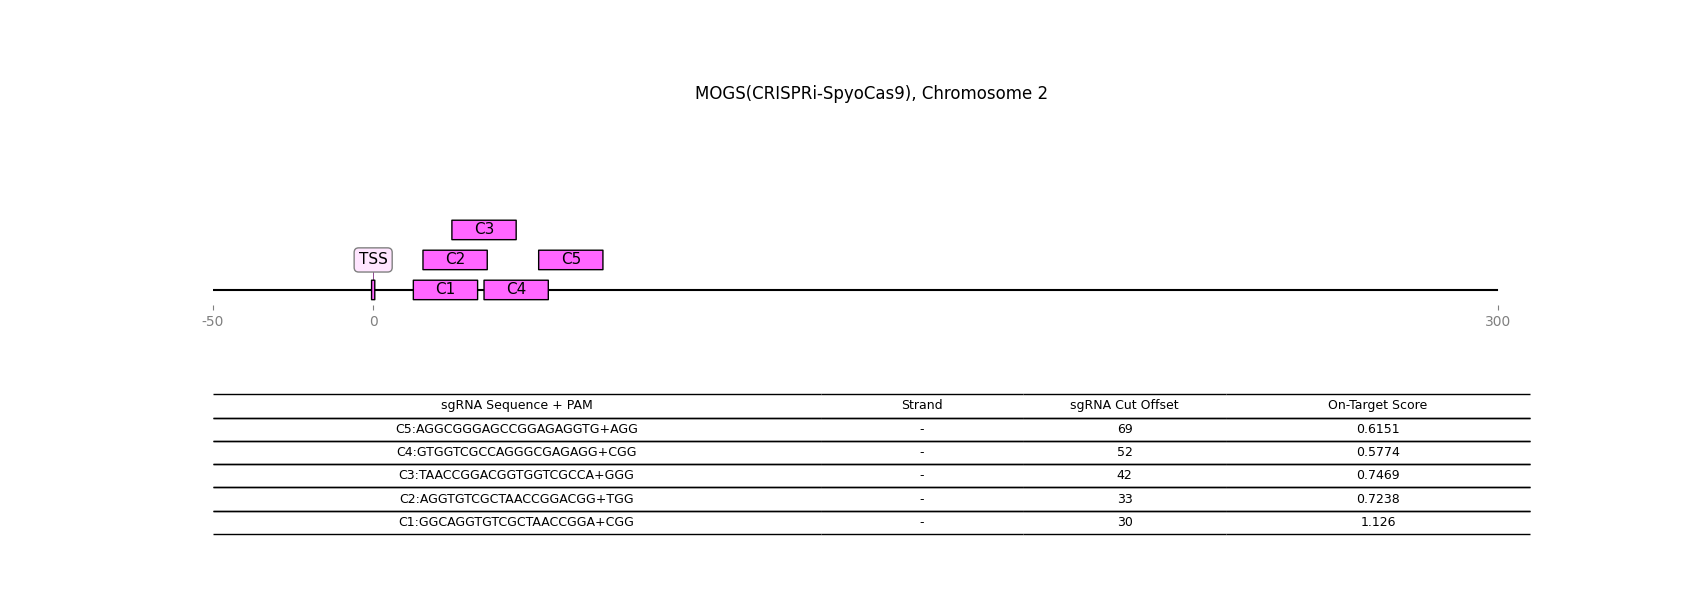 MOGS(CRISPRi-SpyoCas9), Chromosome 2
C3
TSS C2 C5
C1 C4
-50 0 300
sgRNA Sequence + PAM Strand sgRNA Cut Offset On-Target Score
C5:AGGCGGGAGCCGGAGAGGTG+AGG - 69 0.6151
C4:GTGGTCGCCAGGGCGAGAGG+CGG - 52 0.5774
C3:TAACCGGACGGTGGTCGCCA+GGG - 42 0.7469
C2:AGGTGTCGCTAACCGGACGG+TGG - 33 0.7238
C1:GGCAGGTGTCGCTAACCGGA+CGG - 30 1.126